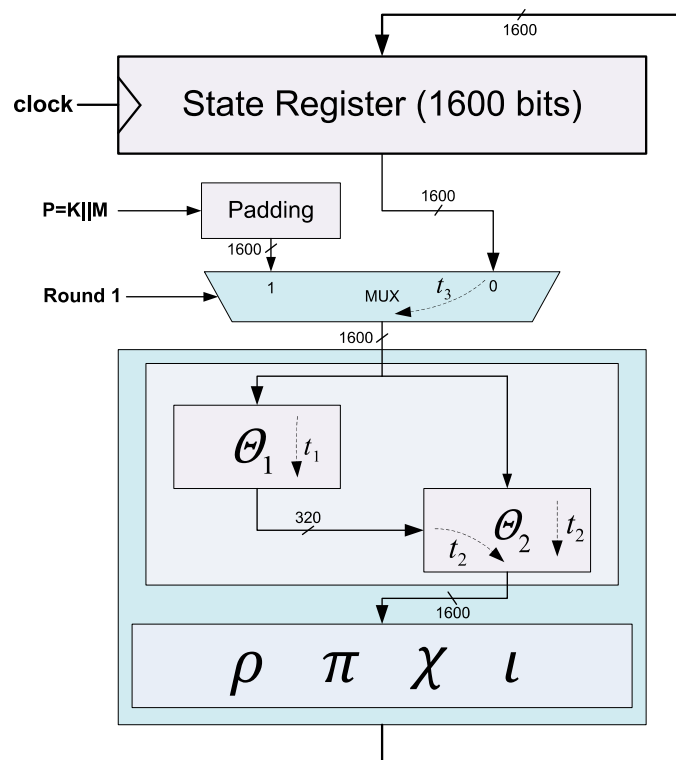 1600
clock
State Register (1600 bits)
P=K||M
Padding
1600
1600
Round 1
1
MUX
t3
0
1600
Θ1
t1
320
t2
Θ2
t2
1600
ρ π χ ι